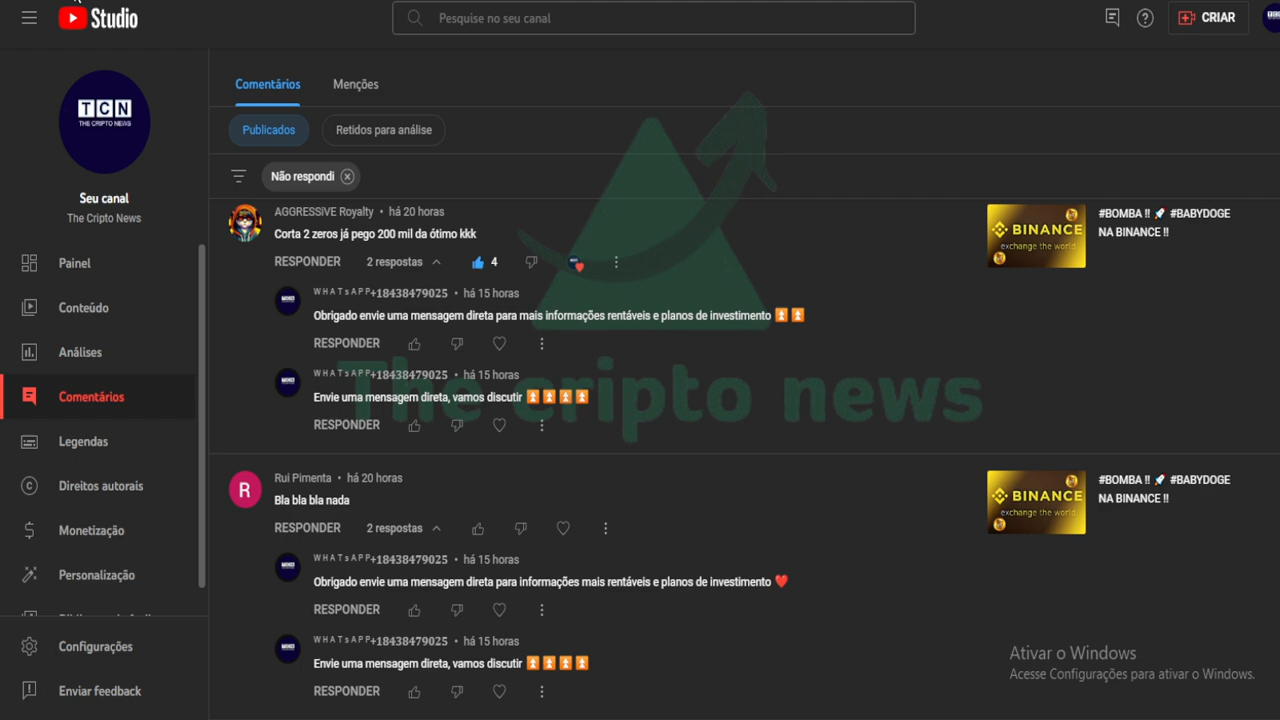 Studio
Pesquise no seu canal
CRIAR
TCN
THE CRIPTO NEWS
Seu canal
The Cripto News
Painel
Conteúdo
Análises
Comentários
Legendas
Direitos autorais
Monetização
Personalização
Configurações
Enviar feedback
Comentários Menções
Publicados Retidos para análise
Não respondi
AGGRESSiVE Royalty • há 20 horas
Corta 2 zeros já pego 200 mil da ótimo kkk
RESPONDER 2 respostas 4
ᵂᴴᴬᵀˢᴬᴾᴾ+𝟏𝟖𝟒𝟑𝟖𝟒𝟕𝟗𝟎𝟐𝟓 • há 15 horas
Obrigado envie uma mensagem direta para mais informações rentáveis e planos de investimento ⏫ ⏫
RESPONDER
ᵂᴴᴬᵀˢᴬᴾᴾ+𝟏𝟖𝟒𝟑𝟖𝟒𝟕𝟗𝟎𝟐𝟓 • há 15 horas
Envie uma mensagem direta, vamos discutir ⏫ ⏫ ⏫ ⏫
RESPONDER
#BOMBA ‼ 🚀 #BABYDOGE
NA BINANCE ‼
BINANCE
exchange the world
The cripto news
Rui Pimenta • há 20 horas
Bla bla bla nada
RESPONDER 2 respostas
ᵂᴴᴬᵀˢᴬᴾᴾ+𝟏𝟖𝟒𝟑𝟖𝟒𝟕𝟗𝟎𝟐𝟓 • há 15 horas
Obrigado envie uma mensagem direta para informações mais rentáveis e planos de investimento ❤️
RESPONDER
ᵂᴴᴬᵀˢᴬᴾᴾ+𝟏𝟖𝟒𝟑𝟖𝟒𝟕𝟗𝟎𝟐𝟓 • há 15 horas
Envie uma mensagem direta, vamos discutir ⏫ ⏫ ⏫ ⏫
RESPONDER
#BOMBA ‼ 🚀 #BABYDOGE
NA BINANCE ‼
BINANCE
exchange the world
Ativar o Windows
Acesse Configurações para ativar o Windows.